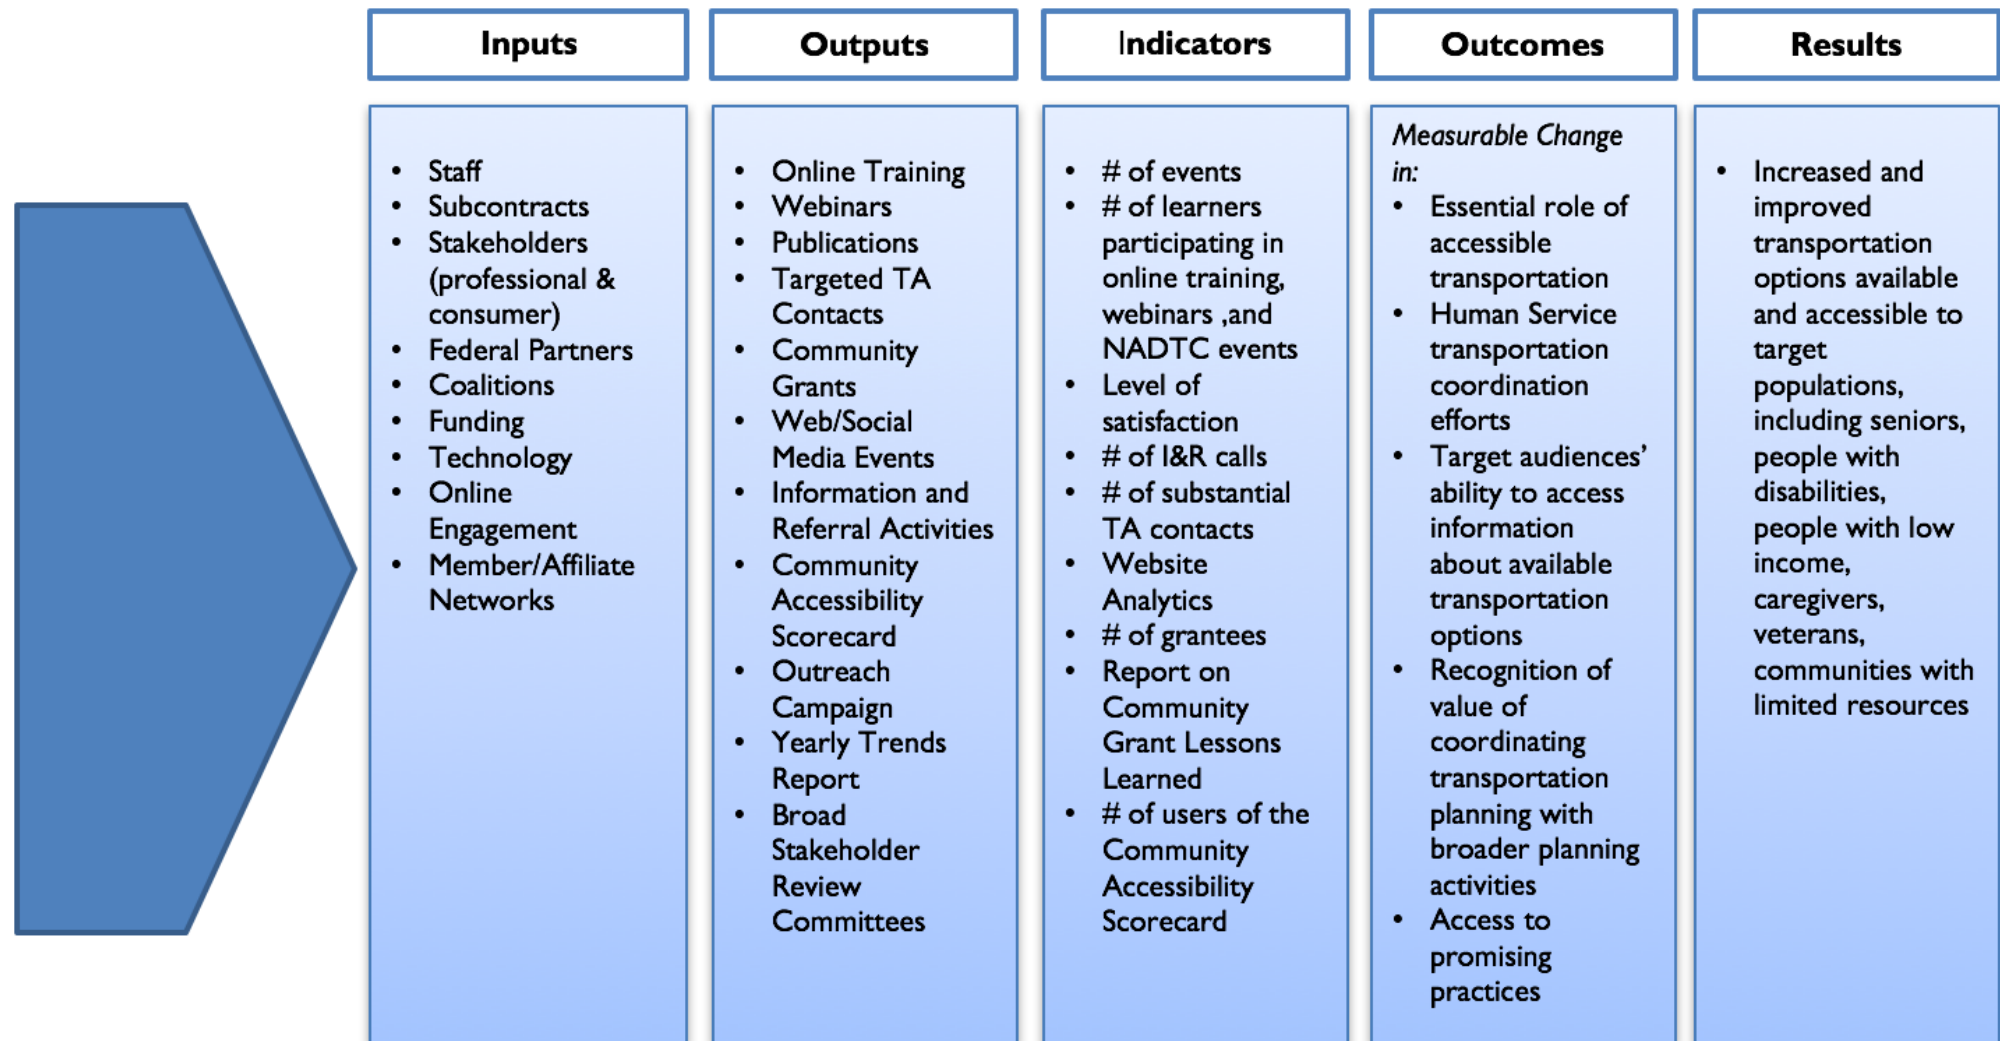 Inputs
Outputs
Indicators
Outcomes
Results
• Staff
• Subcontracts
• Stakeholders
(professional &
consumer)
• Federal Partners
• Coalitions
• Funding
• Technology
• Online
Engagement
• Member/Affiliate
Networks
• Online Training
• Webinars
• Publications
• Targeted TA
Contacts
• Community
Grants
• Web/Social
Media Events
• Information and
Referral Activities
• Community
Accessibility
Scorecard
• Outreach
Campaign
• Yearly Trends
Report
• Broad
Stakeholder
Review
Committees
• # of events
• # of learners
participating in
online training,
webinars ,and
NADTC events
• Level of
satisfaction
• # of I&R calls
• # of substantial
TA contacts
• Website
Analytics
• # of grantees
• Report on
Community
Grant Lessons
Learned
• # of users of the
Community
Accessibility
Scorecard
Measurable Change
in:
• Essential role of
accessible
transportation
• Human Service
transportation
coordination
efforts
• Target audiences’
ability to access
information
about available
transportation
options
• Recognition of
value of
coordinating
transportation
planning with
broader planning
activities
• Access to
promising
practices
• Increased and
improved
transportation
options available
and accessible to
target
populations,
including seniors,
people with
disabilities,
people with low
income,
caregivers,
veterans,
communities with
limited resources